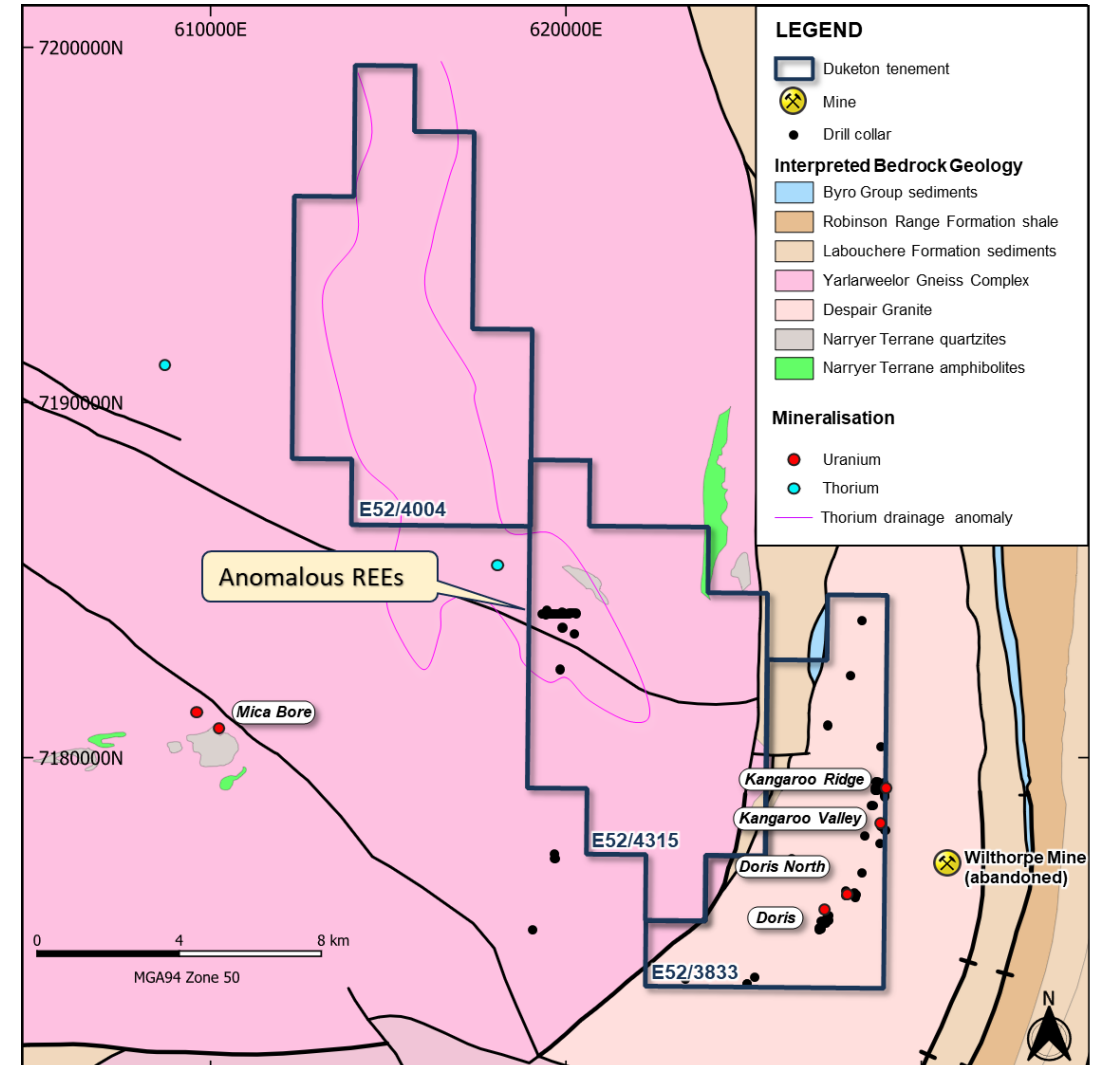 610000E
620000E
7200000N
7190000N
7180000N
LEGEND
Duketon tenement
Mine
Drill collar
Interpreted Bedrock Geology
Byro Group sediments
Robinson Range Formation shale
Labouchere Formation sediments
Yarlarweelor Gneiss Complex
Despair Granite
Narryer Terrane quartzites
Narryer Terrane amphibolites
Mineralisation
Uranium
Thorium
Thorium drainage anomaly
E52/4004
Anomalous REEs
Mica Bore
Kangaroo Ridge
Kangaroo Valley
E52/4315
Doris North
Wilthorpe Mine
(abandoned)
Doris
E52/3833
0 4 8 km
MGA94 Zone 50
N